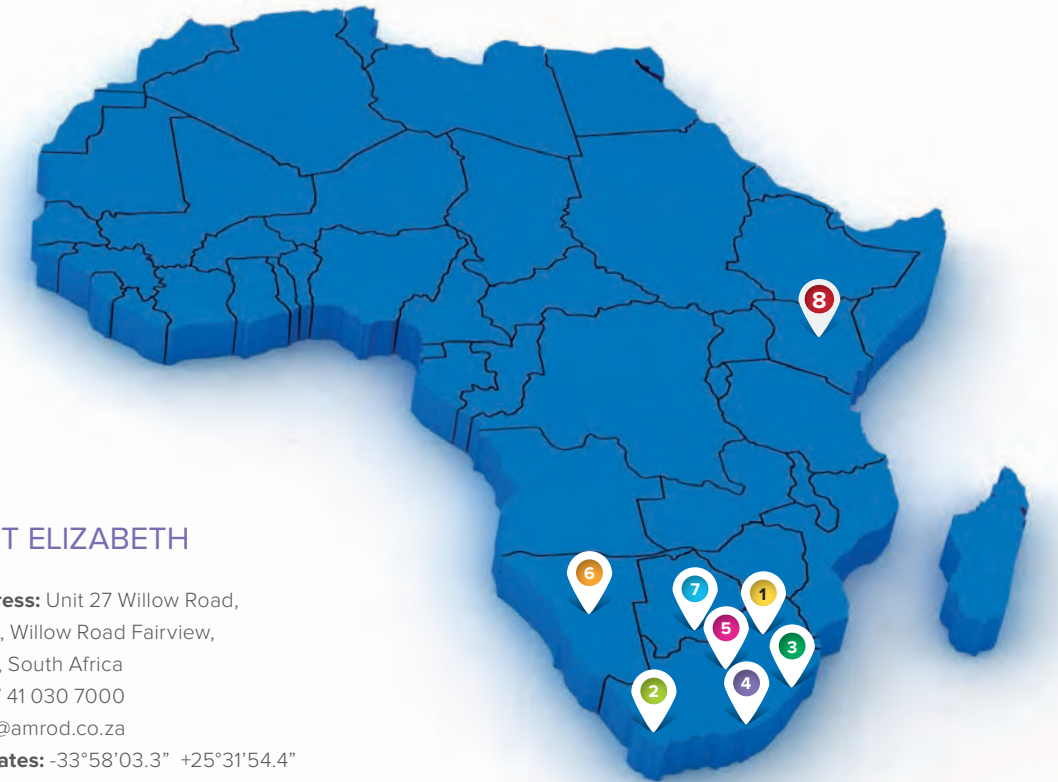 8
6
7
1
5
3
4
2
T ELIZABETH
ress: Unit 27 Willow Road,
, Willow Road Fairview,
, South Africa
41 030 7000
@amrod.co.za
ates: -33°58’03.3” +25°31’54.4”